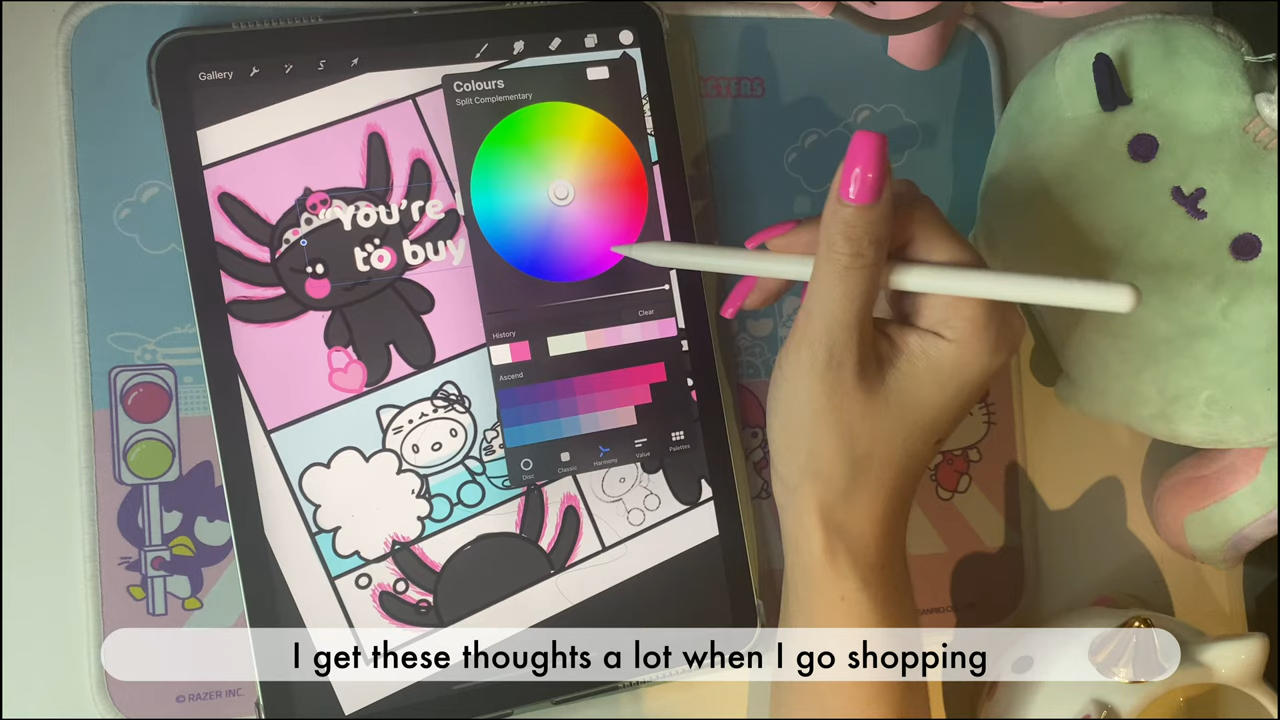 Gallery
Colours
Split Complementary
You're
to buy
Clear
History
Ascend
Disc
Classic
Harmony
Value
Palettes
© RAZER INC.
I get these thoughts a lot when I go shopping